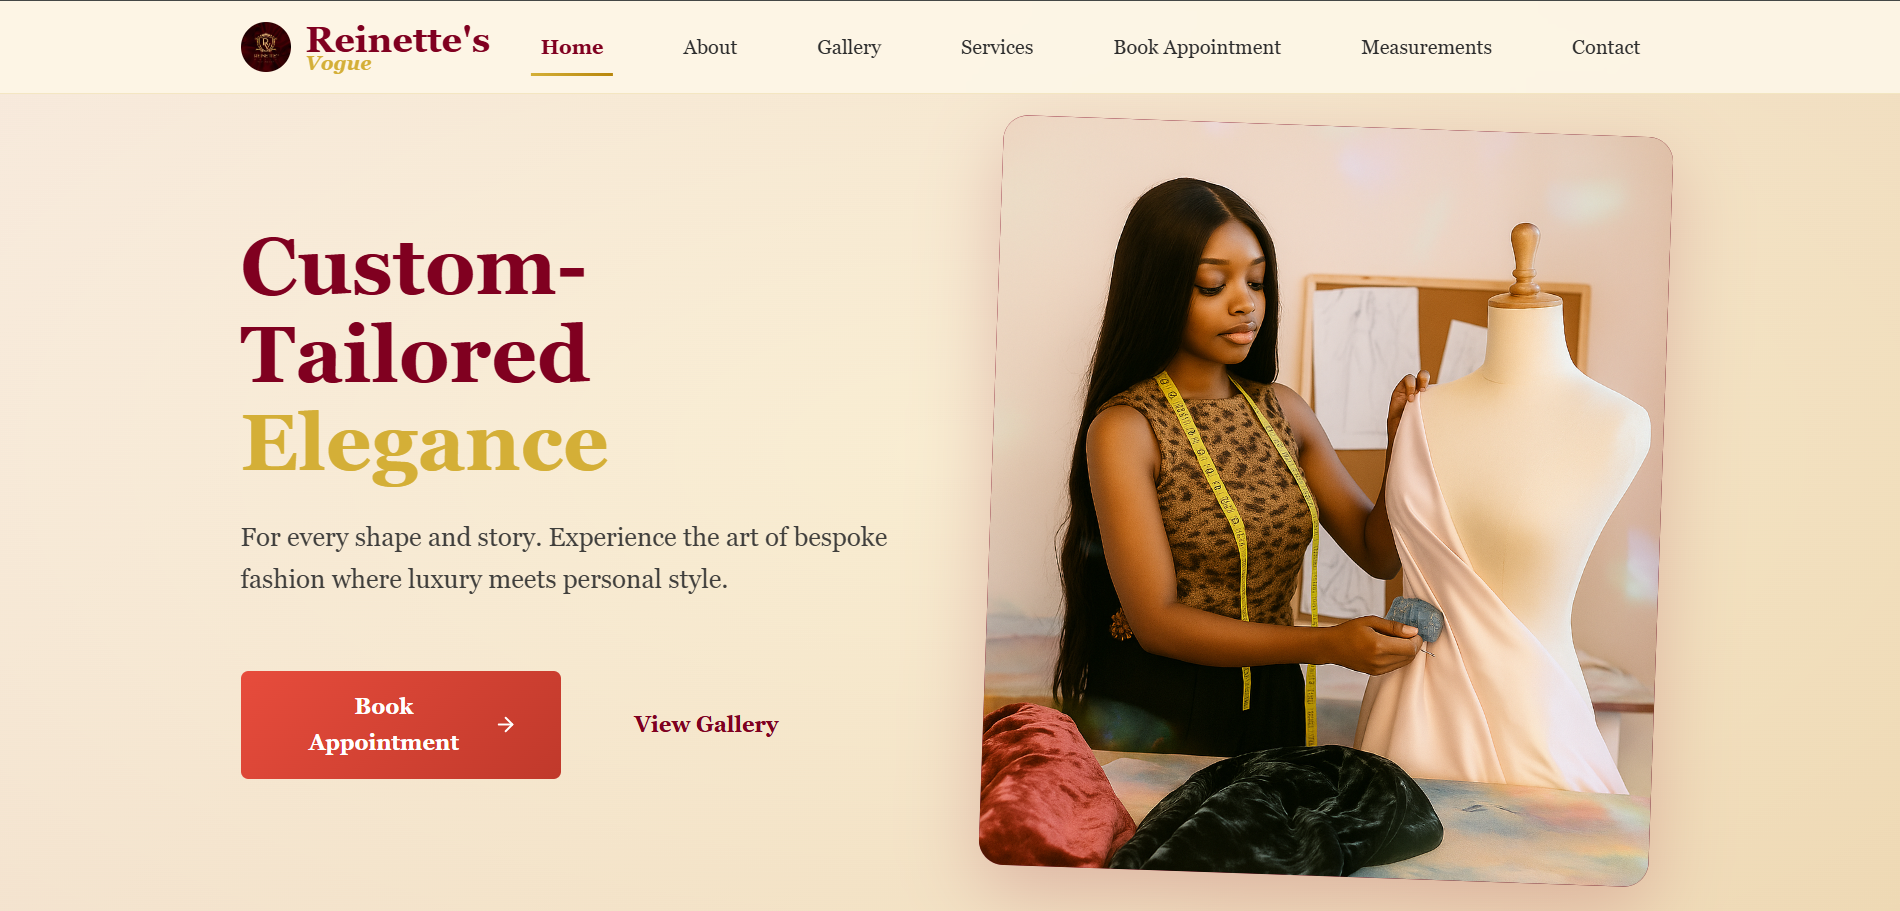 Reinette's
Vogue
Home
About
Gallery
Services
Book Appointment
Measurements
Contact
Custom-
Tailored
Elegance
For every shape and story. Experience the art of bespoke
fashion where luxury meets personal style.
Book
Appointment →
View Gallery